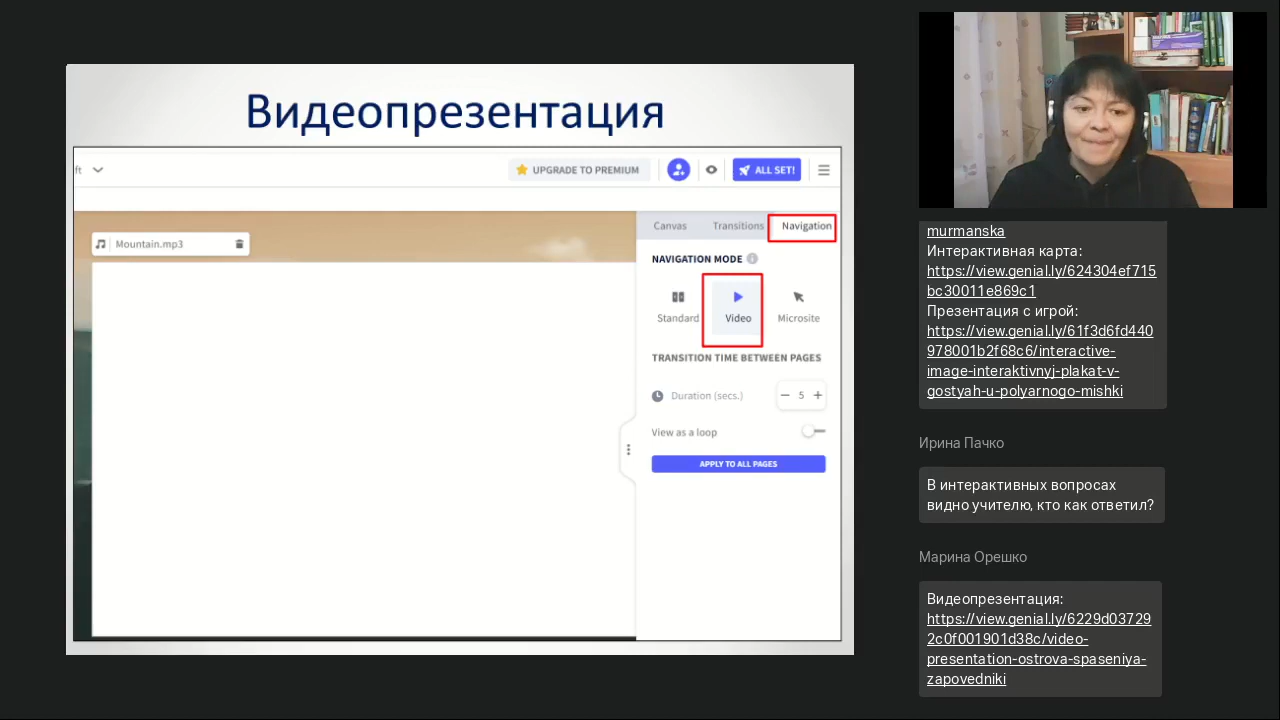 Видеопрезентация
ft
UPGRADE TO PREMIUM
ALL SET!
Mountain.mp3
Canvas Transitions Navigation
NAVIGATION MODE
Standard Video Microsite
TRANSITION TIME BETWEEN PAGES
Duration (secs.) − 5 +
View as a loop
APPLY TO ALL PAGES
murmanska
Интерактивная карта:
https://view.genial.ly/624304ef715
bc30011e869c1
Презентация с игрой:
https://view.genial.ly/61f3d6fd440
978001b2f68c6/interactive-
image-interaktivnyj-plakat-v-
gostyah-u-polyarnogo-mishki
Ирина Пачко
В интерактивных вопросах
видно учителю, кто как ответил?
Марина Орешко
Видеопрезентация:
https://view.genial.ly/6229d03729
2c0f001901d38c/video-
presentation-ostrova-spaseniya-
zapovedniki